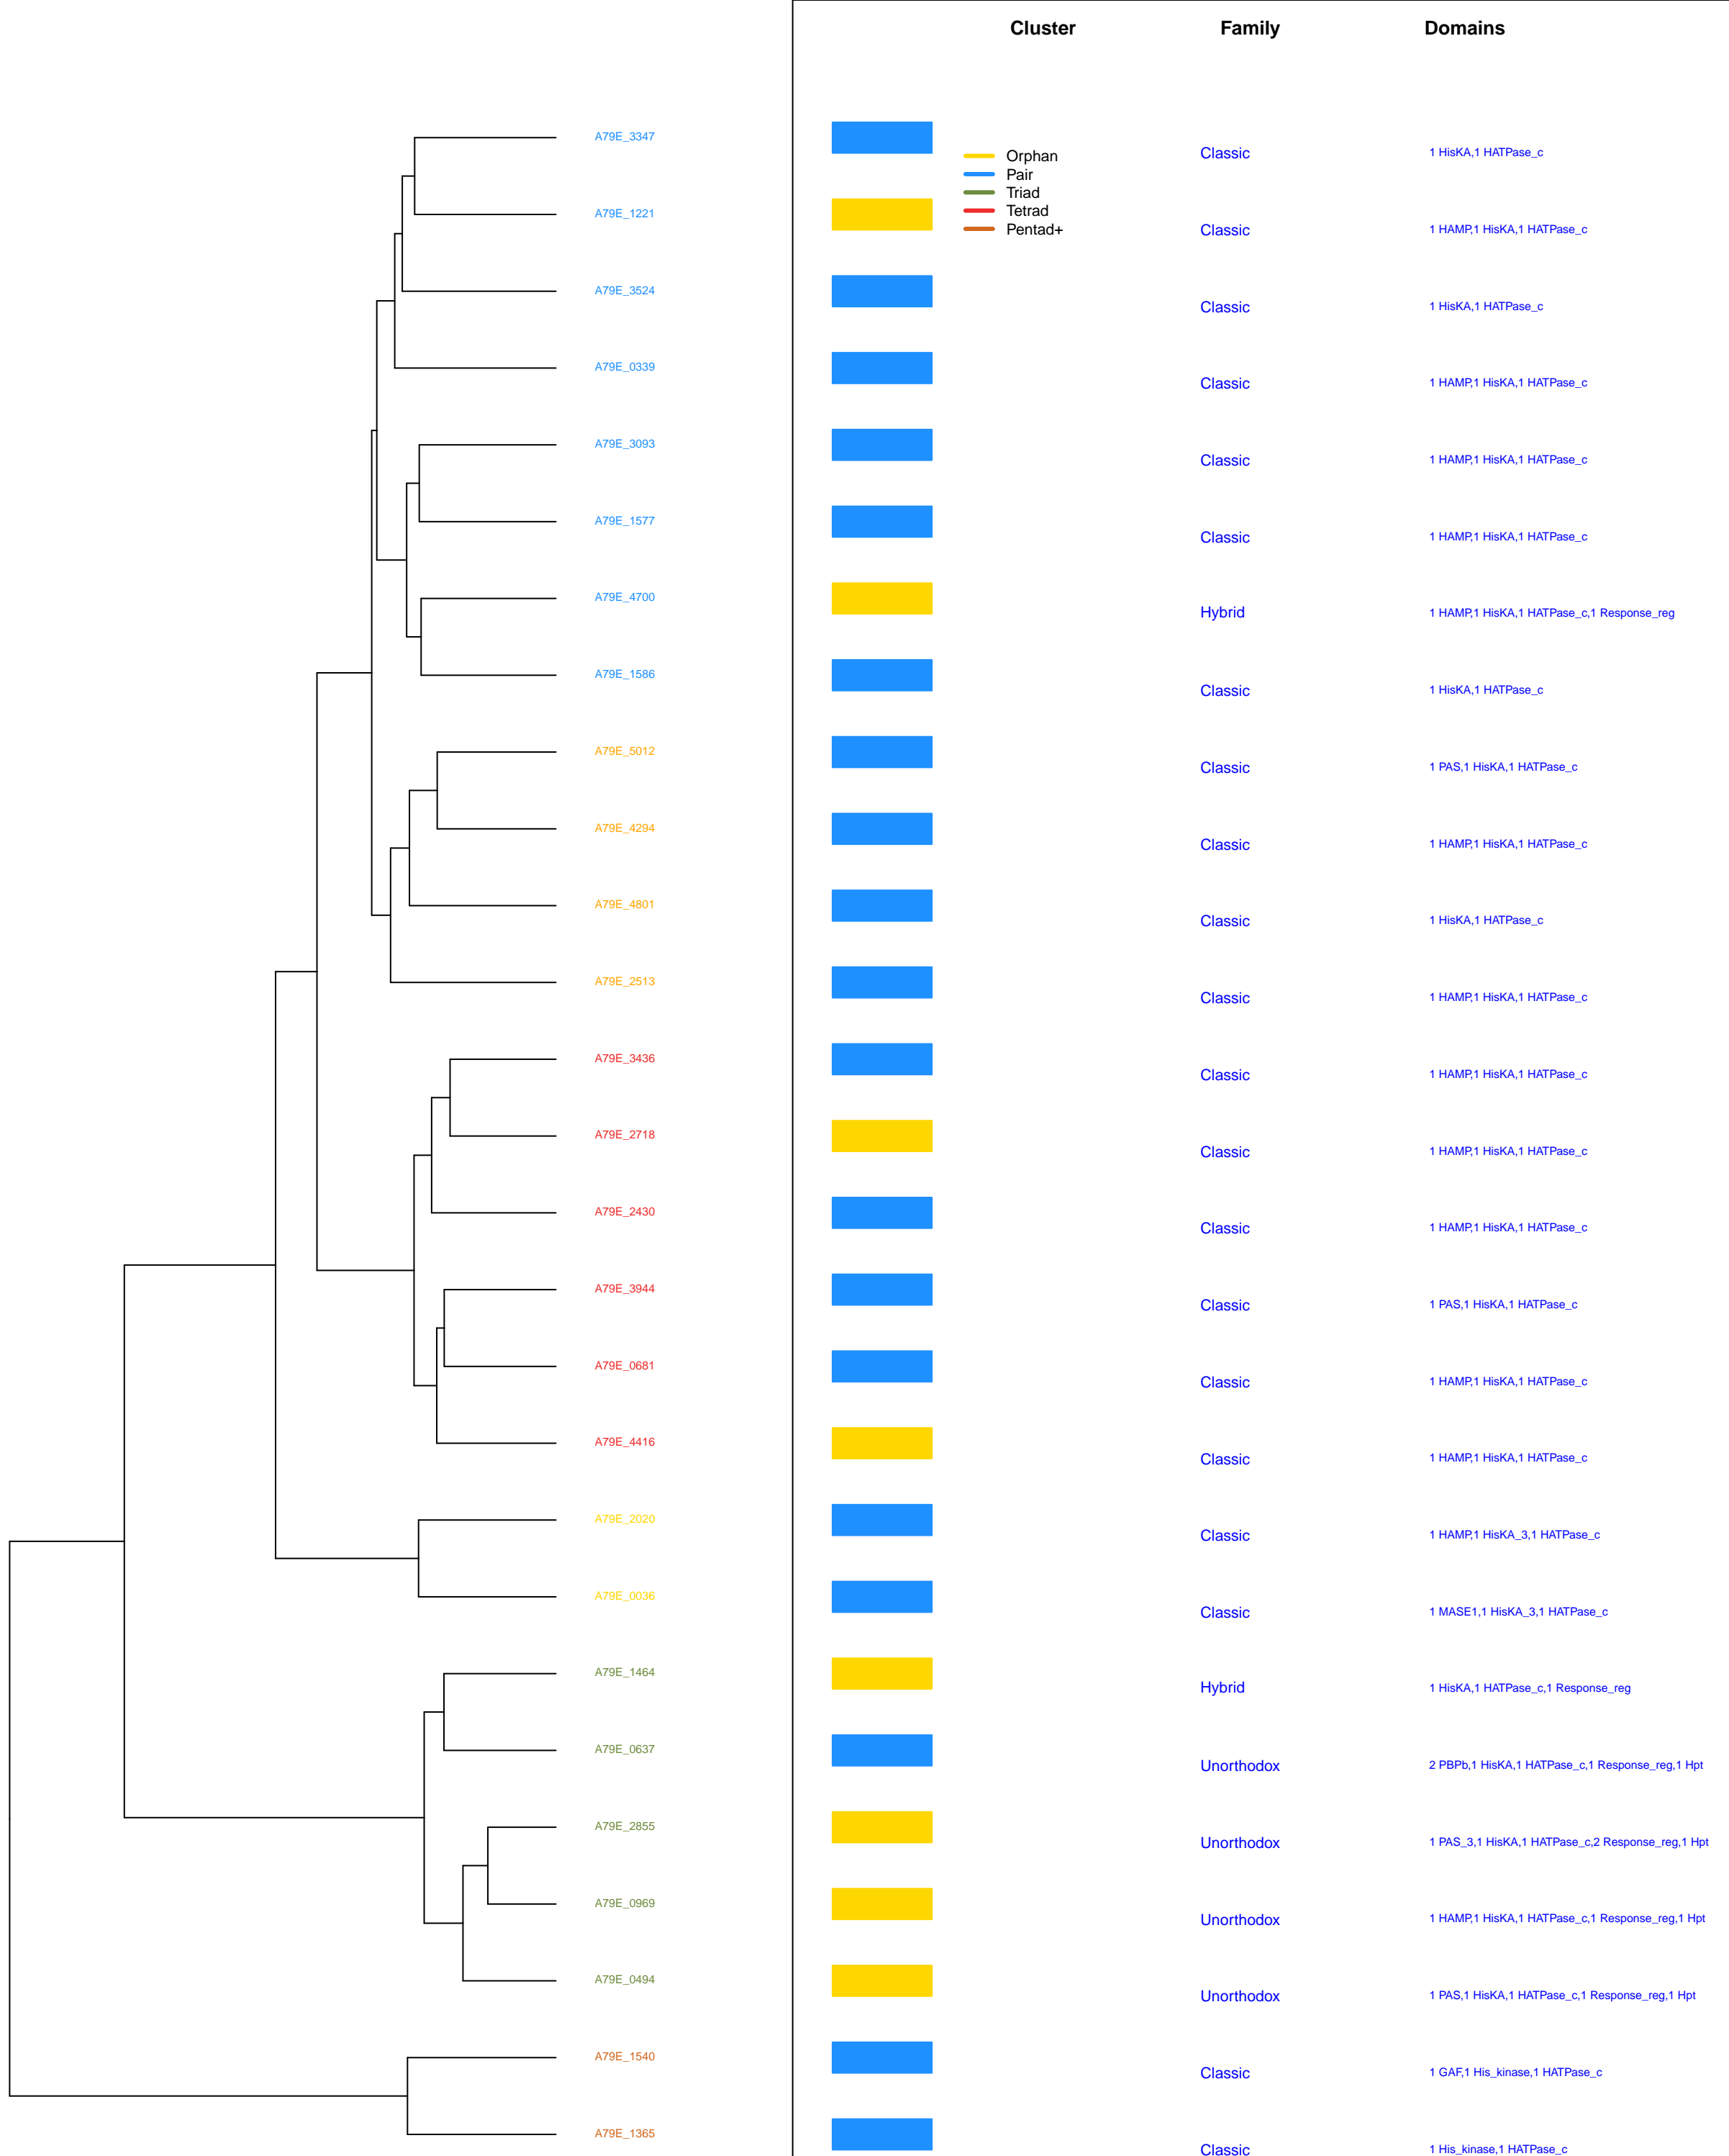 Cluster Family Domains
A79E_3347 Classic 1 HisKA,1 HATPase_c
Orphan
Pair
Triad
Tetrad
Pentad+
A79E_1221 Classic 1 HAMP,1 HisKA,1 HATPase_c
A79E_3524 Classic 1 HisKA,1 HATPase_c
A79E_0339 Classic 1 HAMP,1 HisKA,1 HATPase_c
A79E_3093 Classic 1 HAMP,1 HisKA,1 HATPase_c
A79E_1577 Classic 1 HAMP,1 HisKA,1 HATPase_c
A79E_4700 Hybrid 1 HAMP,1 HisKA,1 HATPase_c,1 Response_reg
A79E_1586 Classic 1 HisKA,1 HATPase_c
A79E_5012 Classic 1 PAS,1 HisKA,1 HATPase_c
A79E_4294 Classic 1 HAMP,1 HisKA,1 HATPase_c
A79E_4801 Classic 1 HisKA,1 HATPase_c
A79E_2513 Classic 1 HAMP,1 HisKA,1 HATPase_c
A79E_3436 Classic 1 HAMP,1 HisKA,1 HATPase_c
A79E_2718 Classic 1 HAMP,1 HisKA,1 HATPase_c
A79E_2430 Classic 1 HAMP,1 HisKA,1 HATPase_c
A79E_3944 Classic 1 PAS,1 HisKA,1 HATPase_c
A79E_0681 Classic 1 HAMP,1 HisKA,1 HATPase_c
A79E_4416 Classic 1 HAMP,1 HisKA,1 HATPase_c
A79E_2020 Classic 1 HAMP,1 HisKA_3,1 HATPase_c
A79E_0036 Classic 1 MASE1,1 HisKA_3,1 HATPase_c
A79E_1464 Hybrid 1 HisKA,1 HATPase_c,1 Response_reg
A79E_0637 Unorthodox 2 PBPb,1 HisKA,1 HATPase_c,1 Response_reg,1 Hpt
A79E_2855 Unorthodox 1 PAS_3,1 HisKA,1 HATPase_c,2 Response_reg,1 Hpt
A79E_0969 Unorthodox 1 HAMP,1 HisKA,1 HATPase_c,1 Response_reg,1 Hpt
A79E_0494 Unorthodox 1 PAS,1 HisKA,1 HATPase_c,1 Response_reg,1 Hpt
A79E_1540 Classic 1 GAF,1 His_kinase,1 HATPase_c
A79E_1365 Classic 1 His_kinase,1 HATPase_c